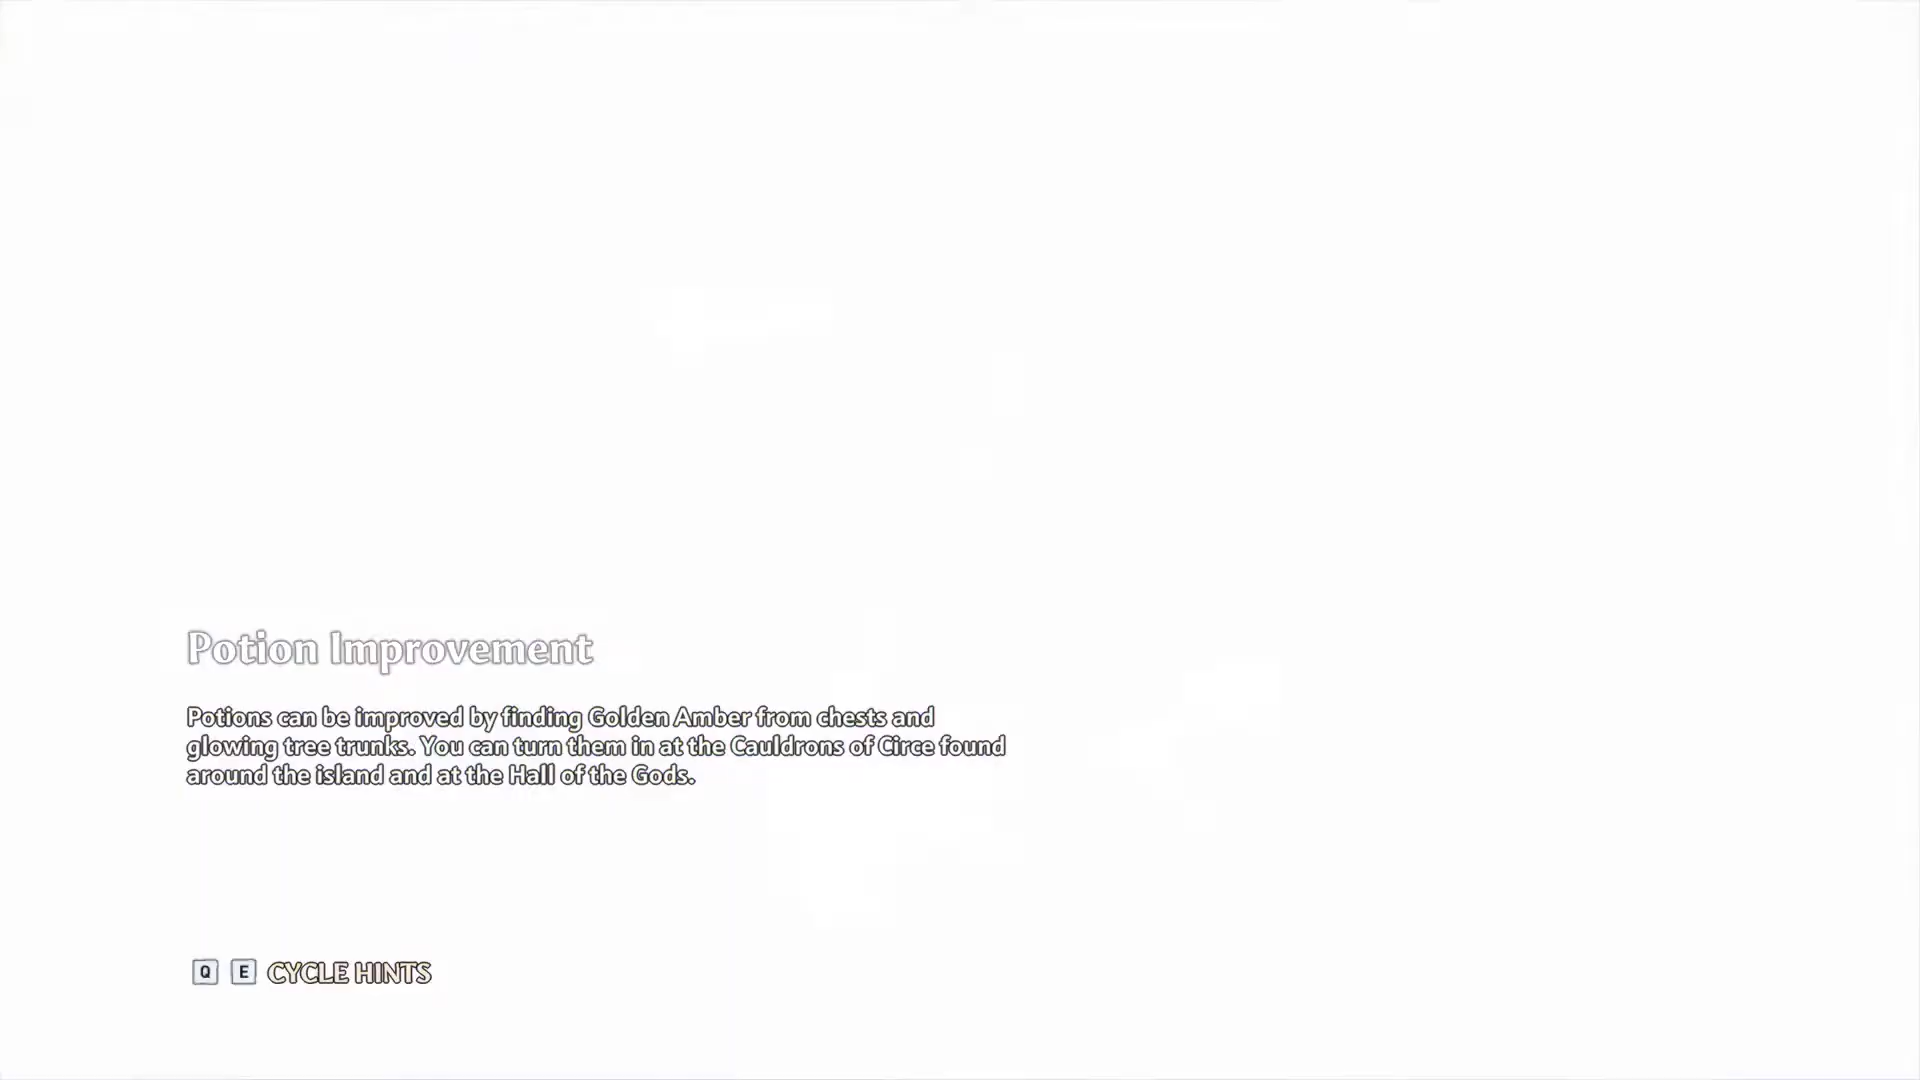 Potion Improvement
Potions can be improved by finding Golden Amber from chests and
glowing tree trunks. You can turn them in at the Cauldrons of Circe found
around the island and at the Hall of the Gods.
Q E CYCLE HINTS